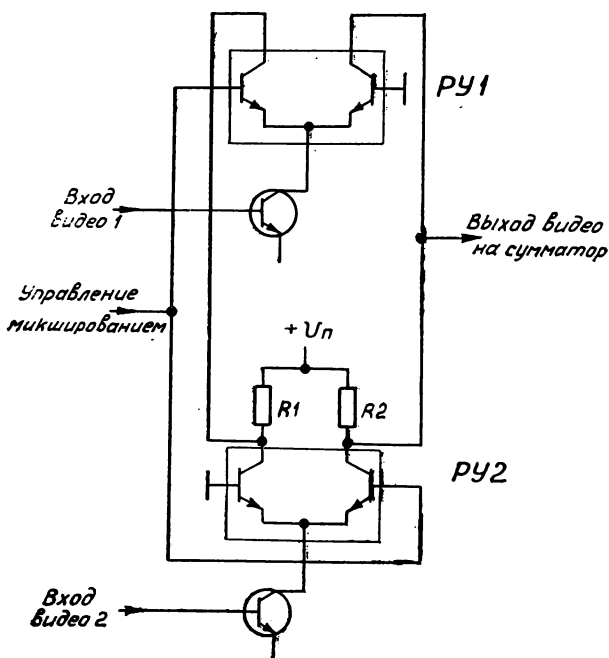 РУ1
Вход
видео 1
Выход видео
на сумматор
Управление
микшированием
+ Uп
R1
R2
РУ2
Вход
видео 2